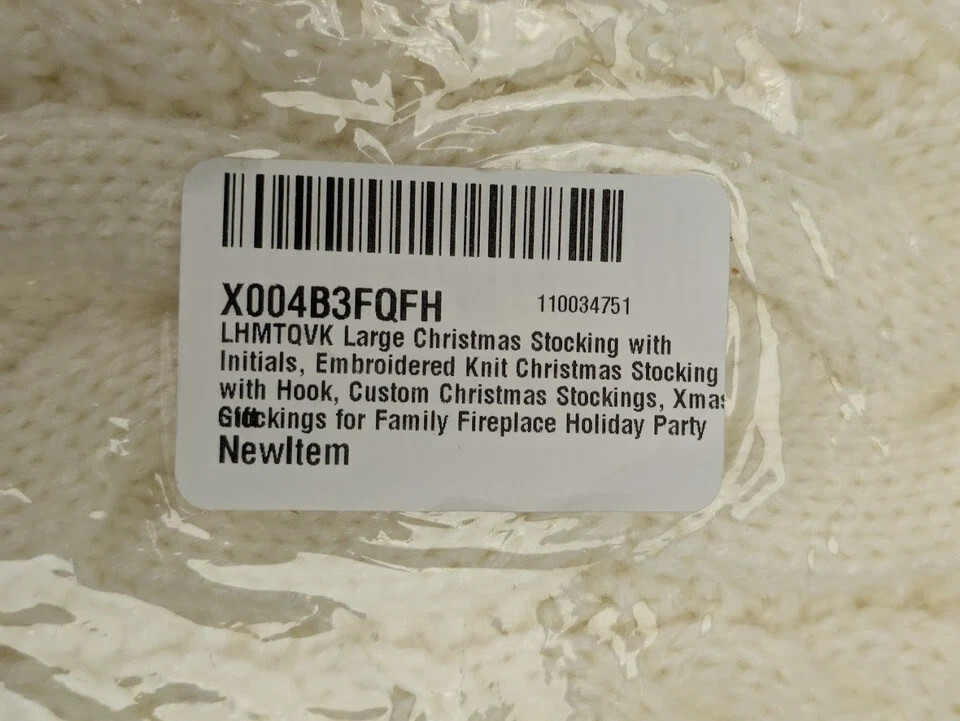 X004B3FQFH 110034751
LHMTQVK Large Christmas Stocking with
Initials, Embroidered Knit Christmas Stocking
with Hook, Custom Christmas Stockings, Xmas
Stockings for Family Fireplace Holiday Party
NewItem